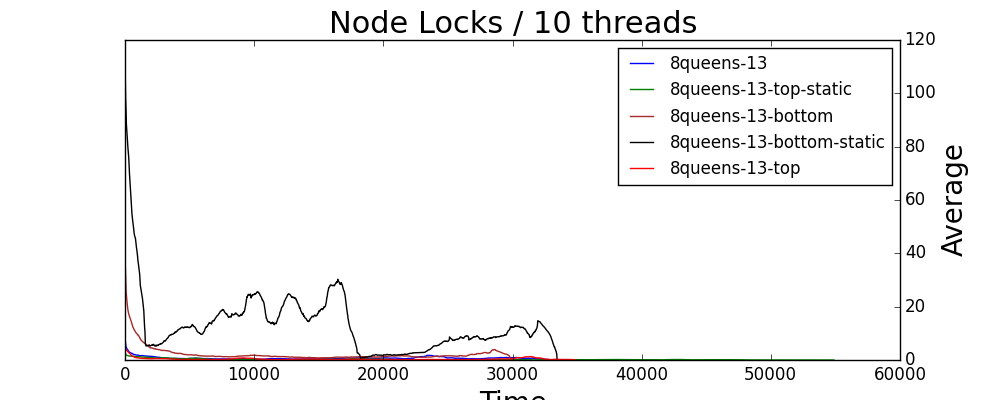 Node Locks / 10 threads
8queens-13
8queens-13-top-static
8queens-13-bottom
8queens-13-bottom-static
8queens-13-top
120
100
80
60
40
20
0
Average
0 10000 20000 30000 40000 50000 60000
Time